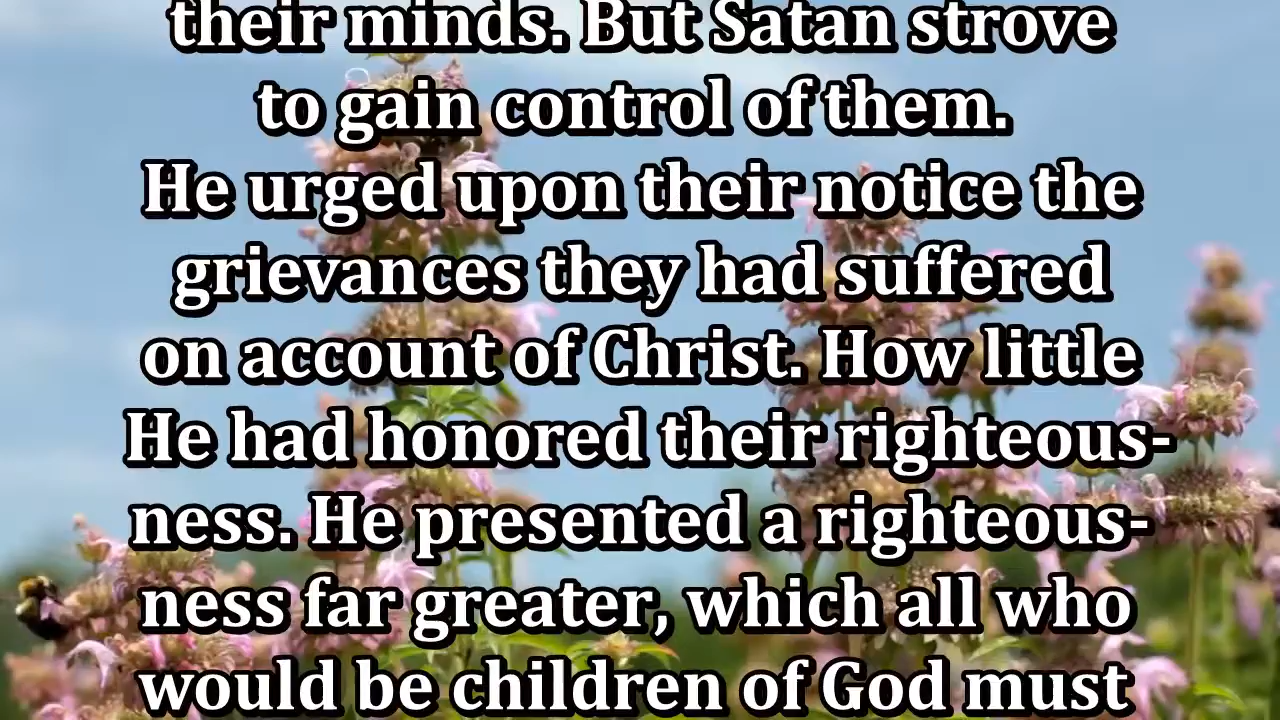 their minds. But Satan strove
to gain control of them.
He urged upon their notice the
grievances they had suffered
on account of Christ. How little
He had honored their righteous-
ness. He presented a righteous-
ness far greater, which all who
would be children of God must